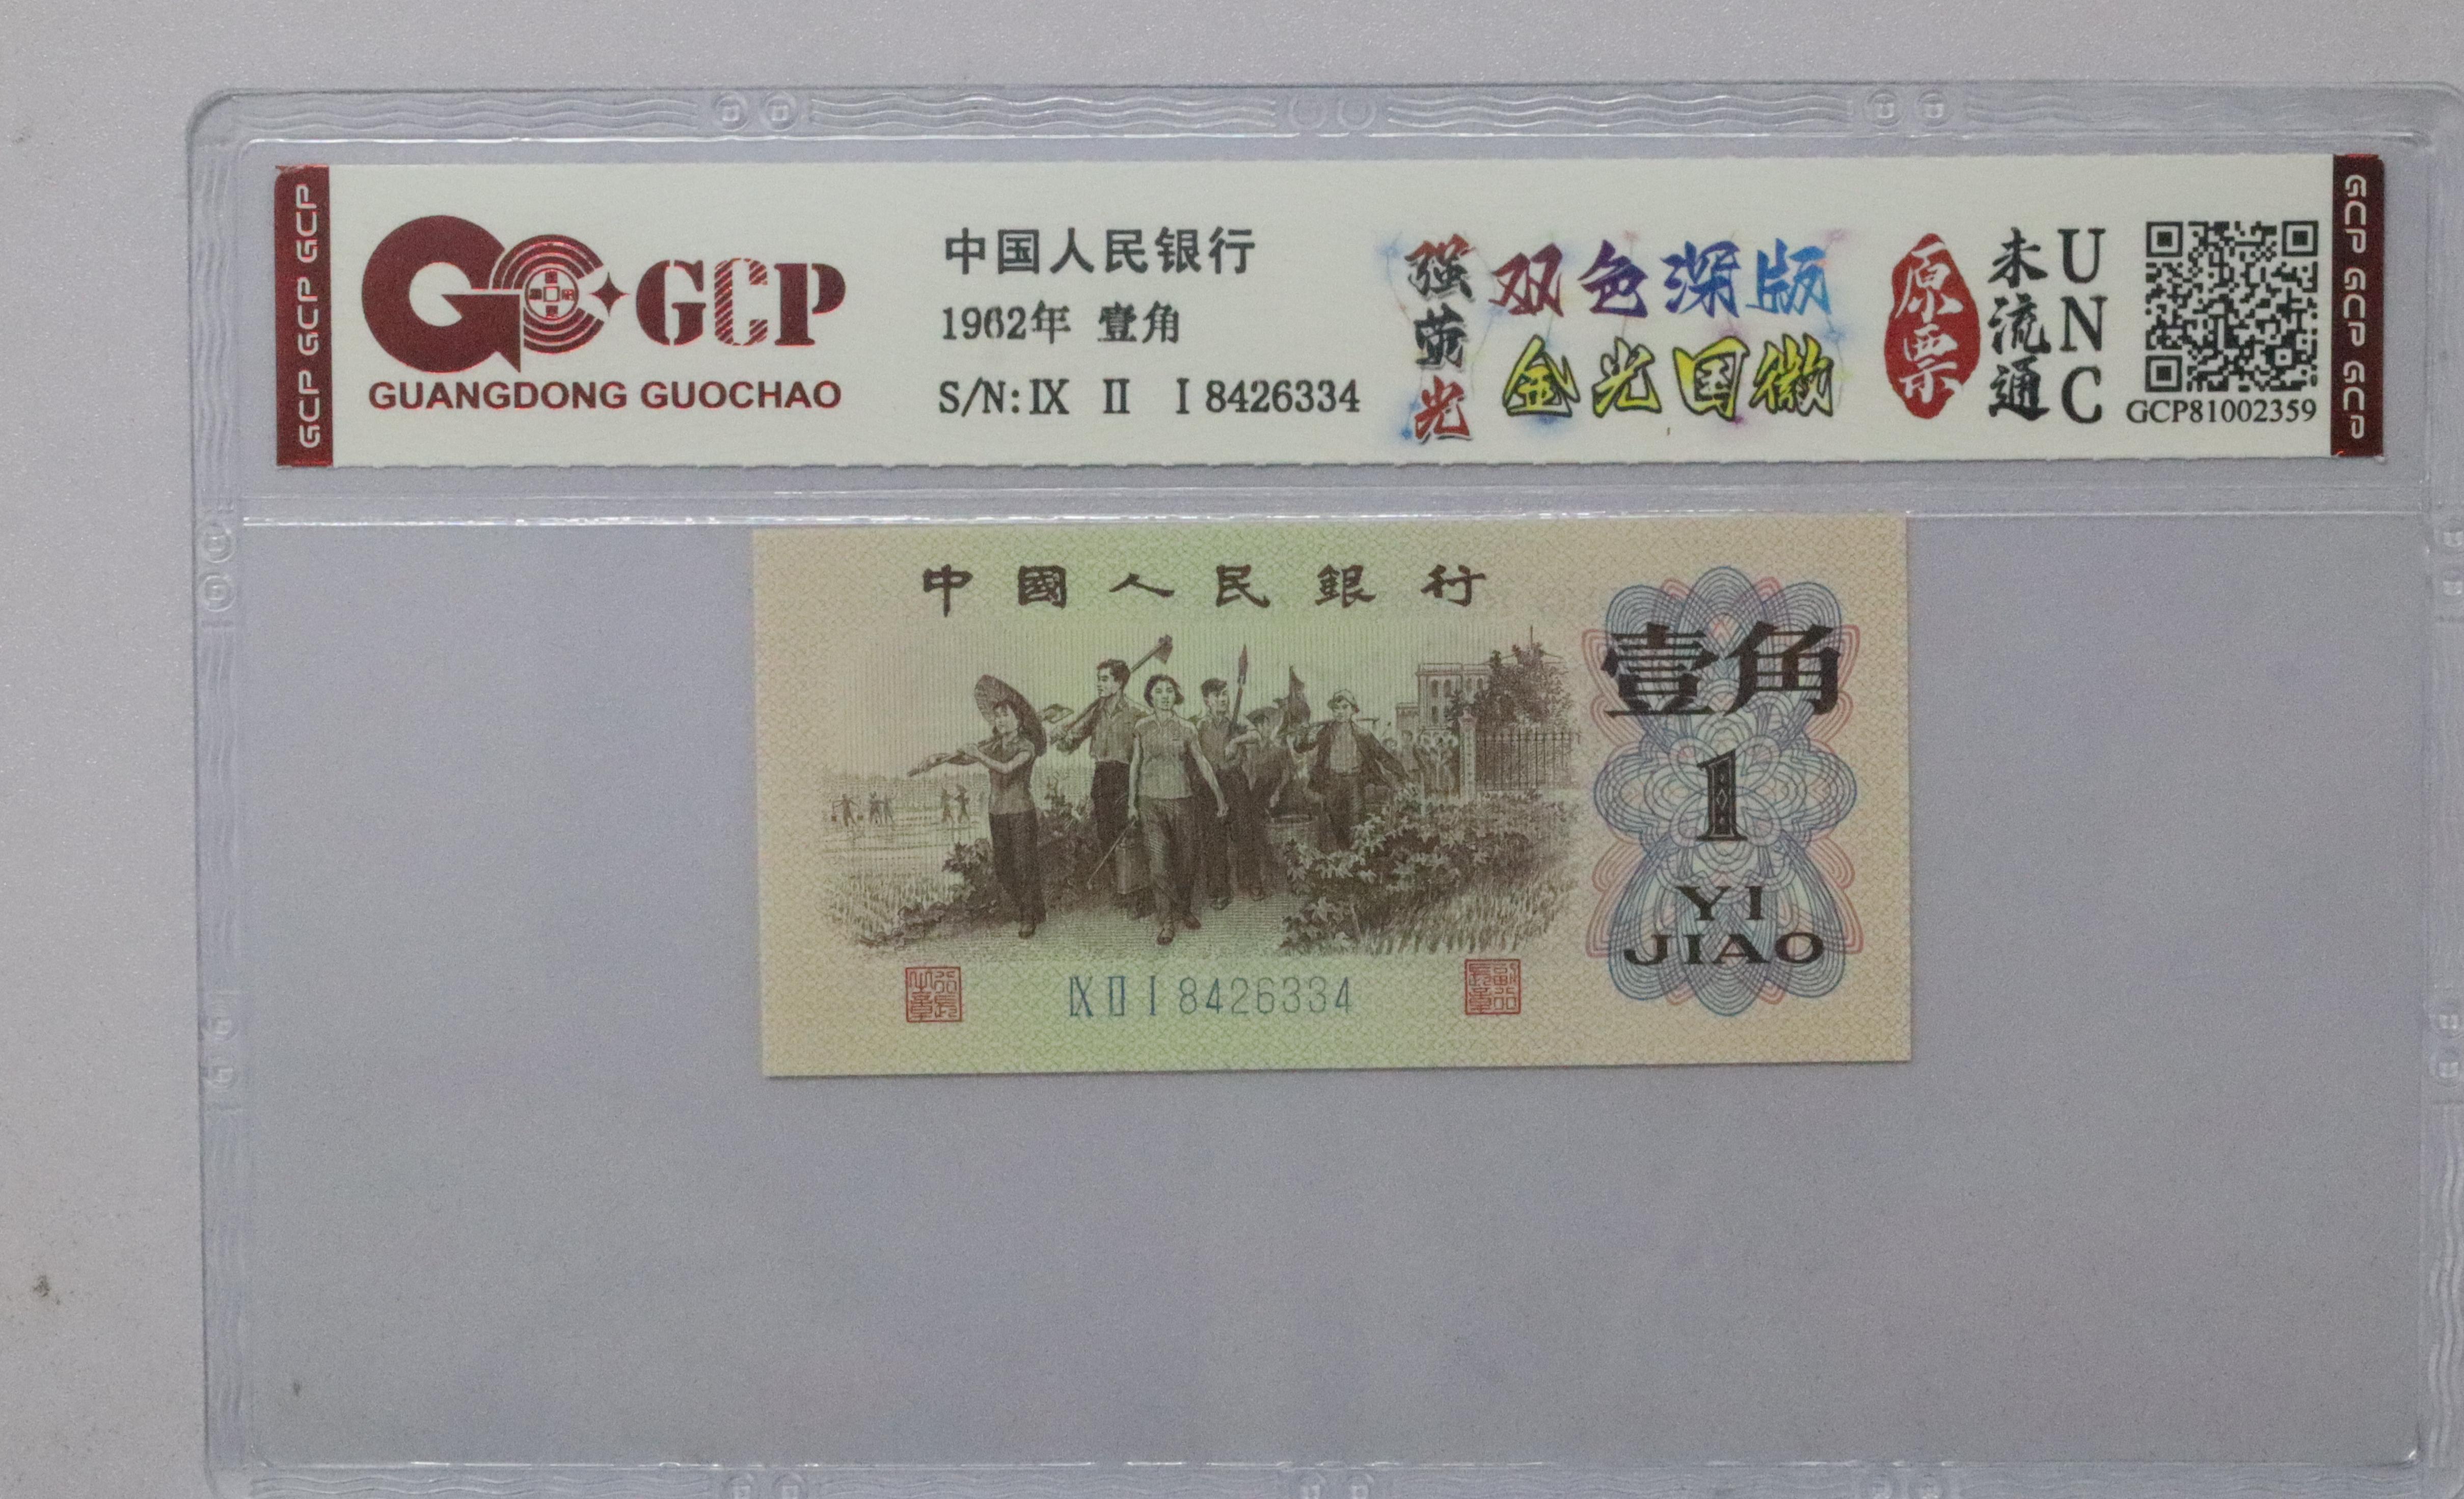 GCP GCP GCP
GCP
GUANGDONG GUOCHAO
中国人民银行
1962年 壹角
S/N: IX II I 8426334
强荧光
双色深版
金光国徽
原票
未流通
UNC
GCP81002359
GCP GCP GCP
中國人民銀行
壹角
1
YI
JIAO
IX II I 8426334